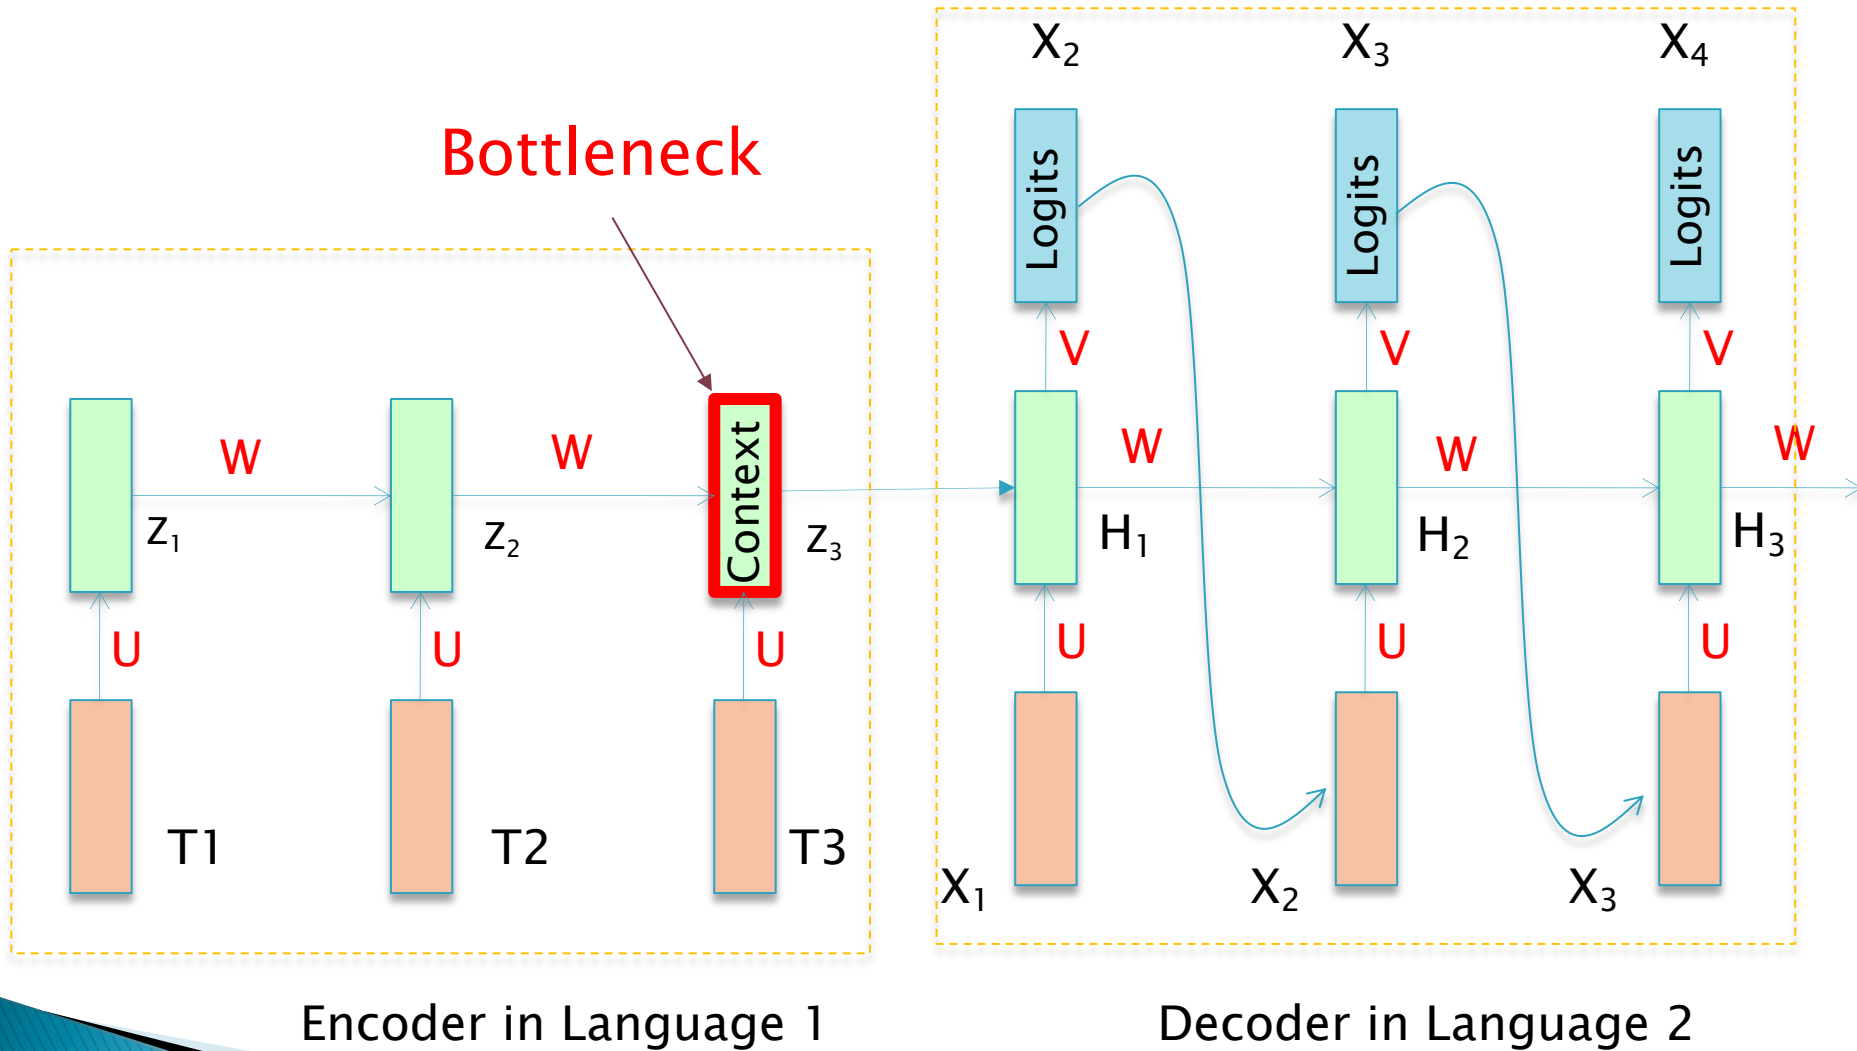 X₂ X₃ X₄
Bottleneck
Logits Logits Logits
V V V
W W Context W W W
Z₁ Z₂ Z₃ H₁ H₂ H₃
U U U U U U
T1 T2 T3 X₁ X₂ X₃
Encoder in Language 1 Decoder in Language 2